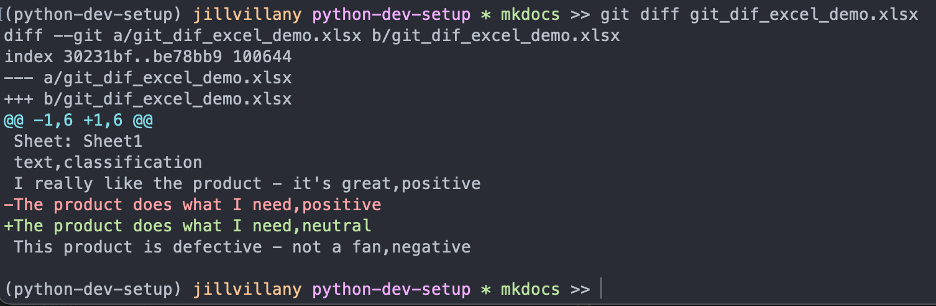 (python-dev-setup) jillvillany python-dev-setup * mkdocs >> git diff git_dif_excel_demo.xlsx
diff --git a/git_dif_excel_demo.xlsx b/git_dif_excel_demo.xlsx
index 30231bf..be78bb9 100644
--- a/git_dif_excel_demo.xlsx
+++ b/git_dif_excel_demo.xlsx
@@ -1,6 +1,6 @@
 Sheet: Sheet1
 text,classification
 I really like the product - it's great,positive
-The product does what I need,positive
+The product does what I need,neutral
 This product is defective - not a fan,negative
(python-dev-setup) jillvillany python-dev-setup * mkdocs >>